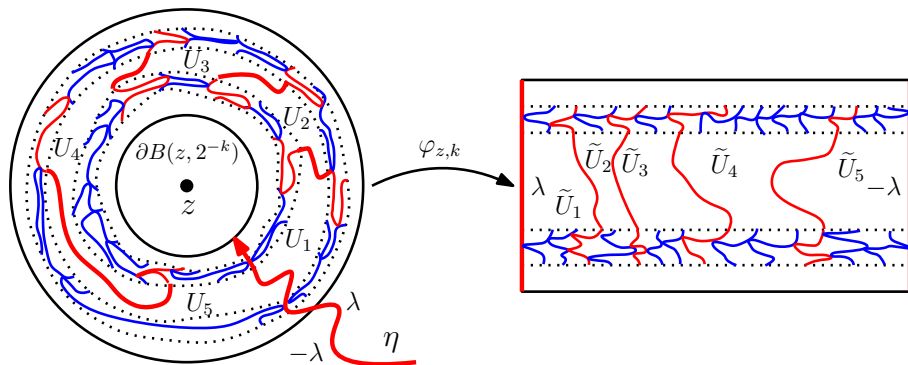 U_3
U_2
∂B(z, 2^{-k})
U_4
z
U_1
U_5
λ
−λ
η
φ_{z,k}
λ
Ũ_1
Ũ_2
Ũ_3
Ũ_4
Ũ_5
−λ